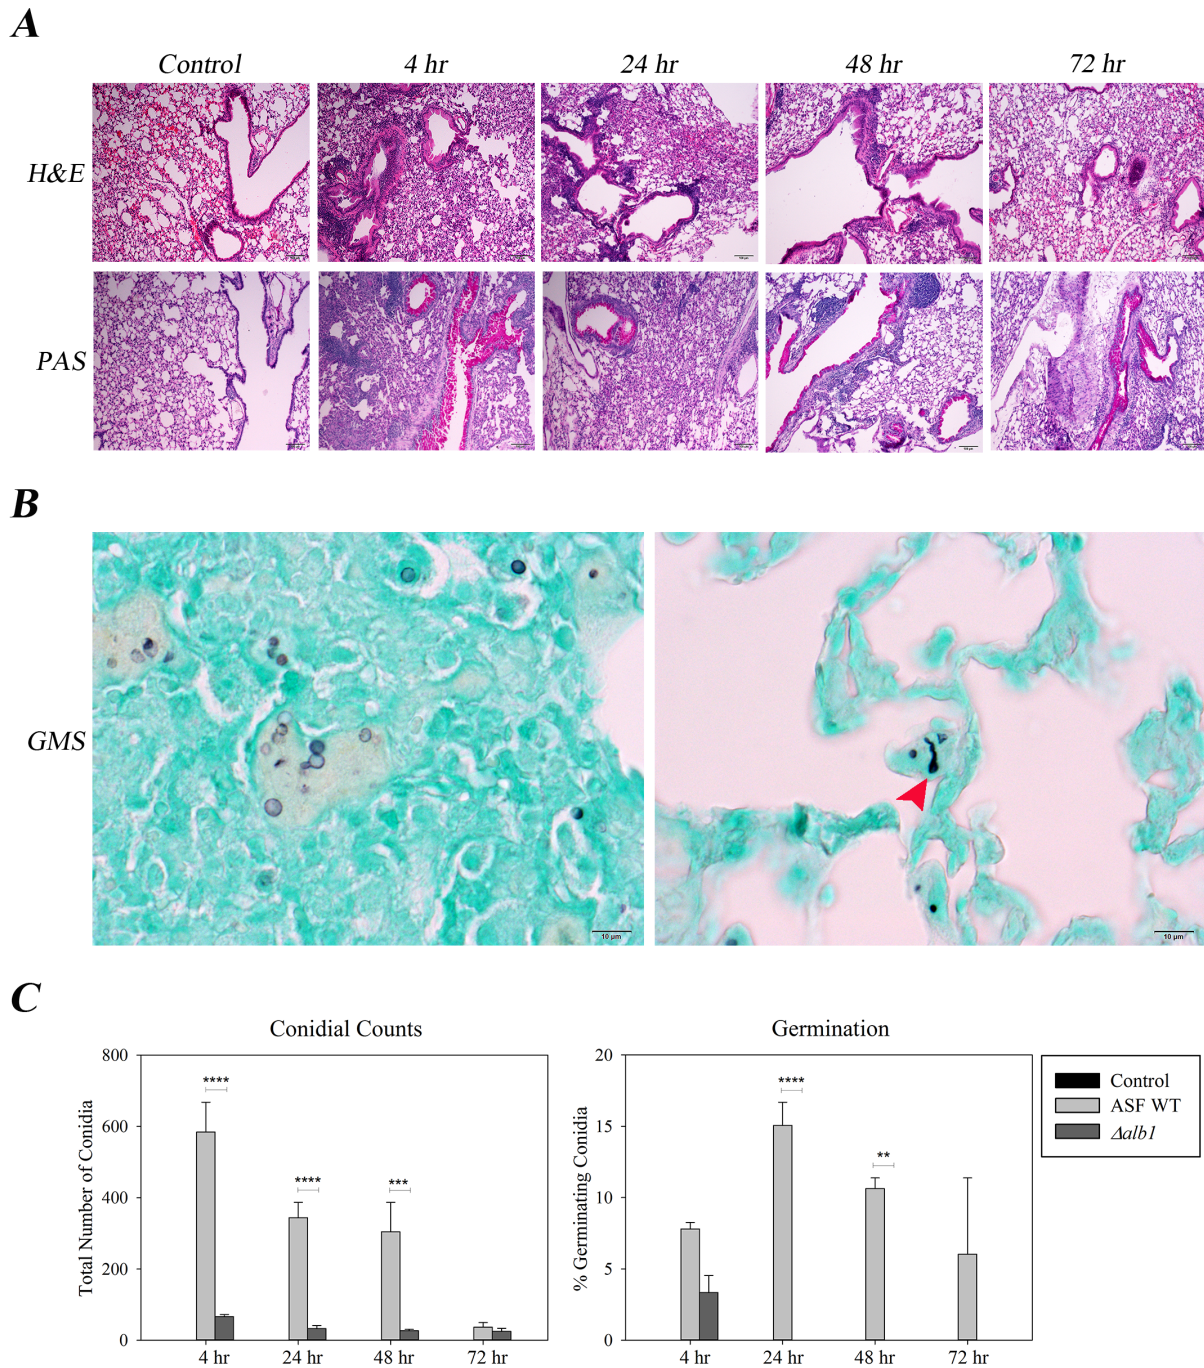 A
Control 4 hr 24 hr 48 hr 72 hr
H&E
PAS
B
GMS
10 µm 10 µm
C
Conidial Counts
Total Number of Conidia
800
600
400
200
0
****
****
***
4 hr 24 hr 48 hr 72 hr
Germination
% Germinating Conidia
20
15
10
5
0
****
**
4 hr 24 hr 48 hr 72 hr
Control
ASF WT
Δalb1